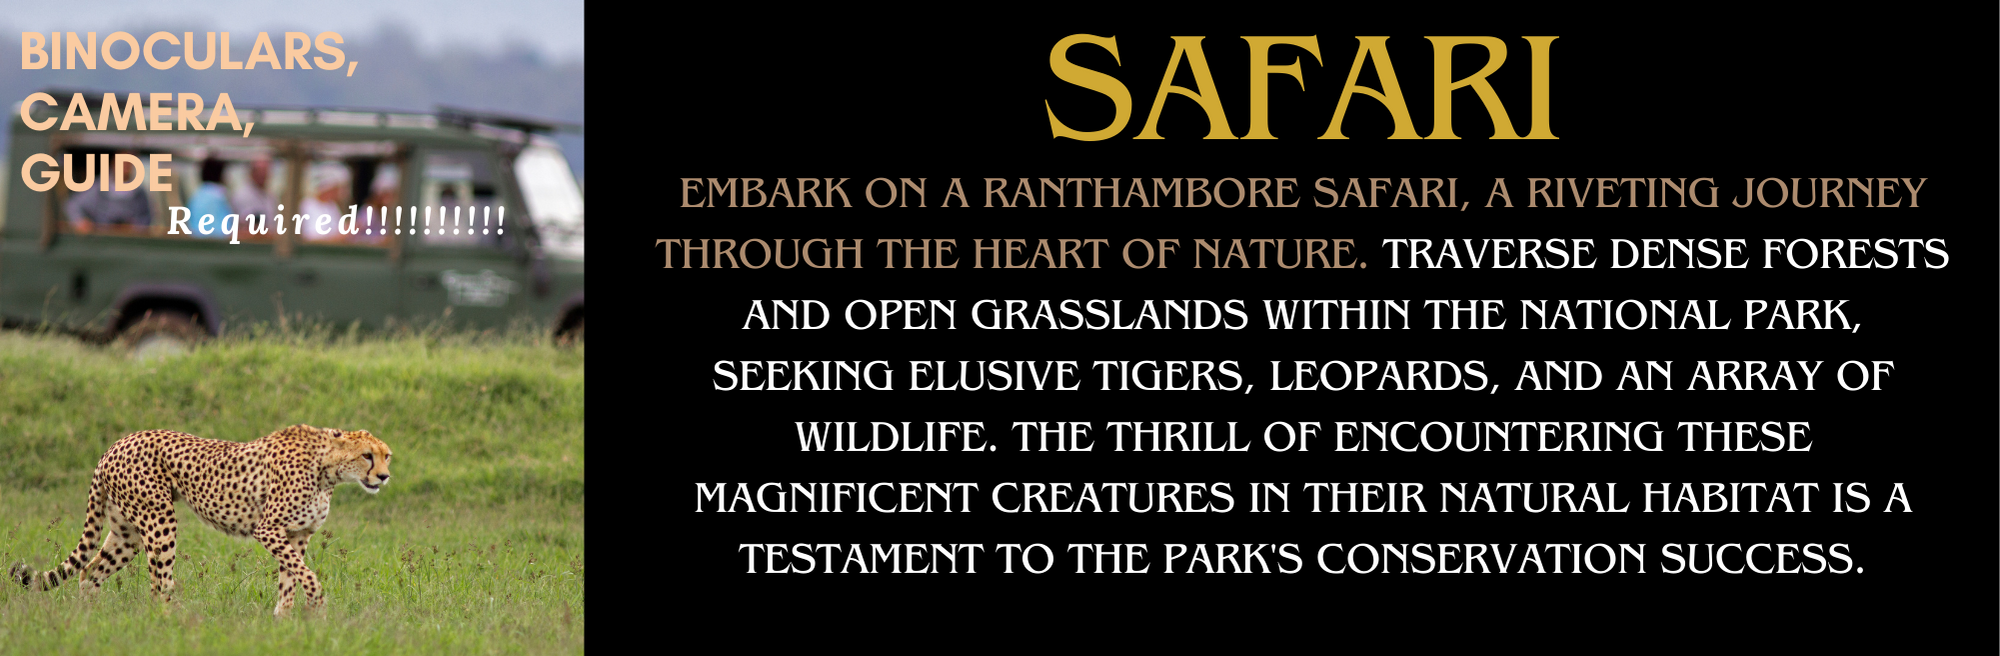 BINOCULARS,
CAMERA,
GUIDE
Required!!!!!!!!!!
SAFARI
EMBARK ON A RANTHAMBORE SAFARI, A RIVETING JOURNEY
THROUGH THE HEART OF NATURE. TRAVERSE DENSE FORESTS
AND OPEN GRASSLANDS WITHIN THE NATIONAL PARK,
SEEKING ELUSIVE TIGERS, LEOPARDS, AND AN ARRAY OF
WILDLIFE. THE THRILL OF ENCOUNTERING THESE
MAGNIFICENT CREATURES IN THEIR NATURAL HABITAT IS A
TESTAMENT TO THE PARK'S CONSERVATION SUCCESS.